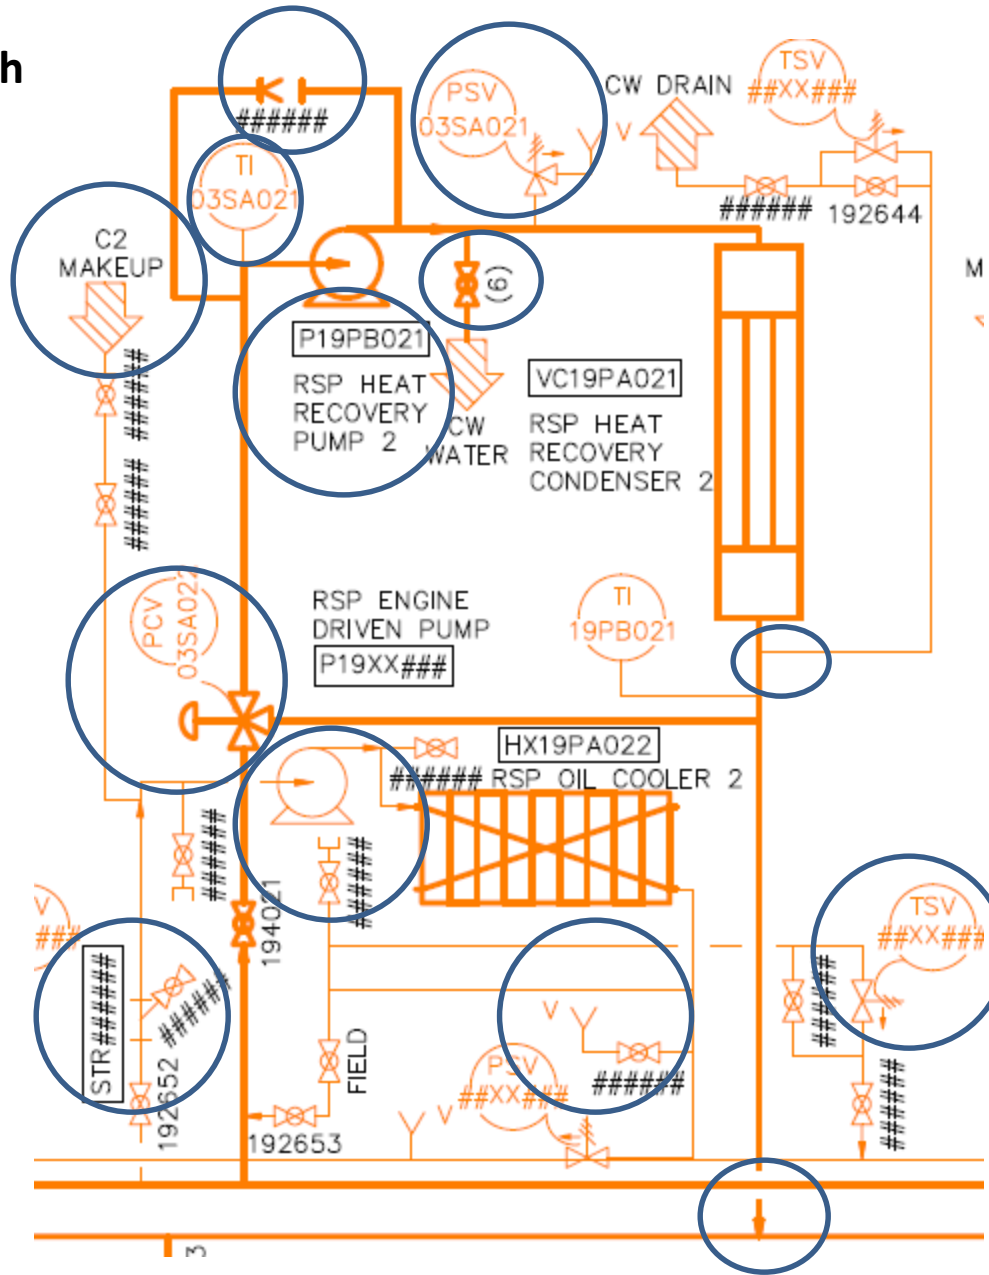 h
######
TI
03SA021
PSV
03SA021
V
CW DRAIN
TSV
##XX###
######
192644
C2
MAKEUP
######
######
(6)
P19PB021
RSP HEAT
RECOVERY
PUMP 2
CW
WATER
VC19PA021
RSP HEAT
RECOVERY
CONDENSER 2
M
PCV
03SA022
RSP ENGINE
DRIVEN PUMP
P19XX###
TI
19PB021
HX19PA022
###### RSP OIL COOLER 2
######
######
194021
V
###
STR#######
######
192652
FIELD
192653
V
PSV
##XX###
V
######
TSV
##XX###
######
######
3